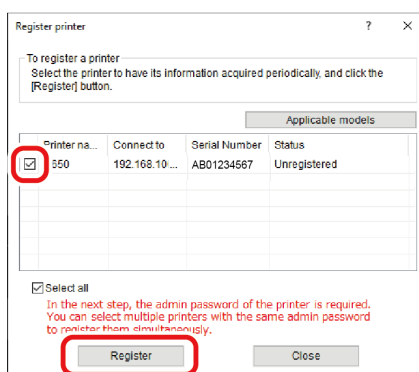 Register printer ? ×
To register a printer
Select the printer to have its information acquired periodically, and click the
[Register] button.
Applicable models
Printer na... Connect to Serial Number Status
650 192.168.10... AB01234567 Unregistered
Select all
In the next step, the admin password of the printer is required.
You can select multiple printers with the same admin password
to register them simultaneously.
Register Close